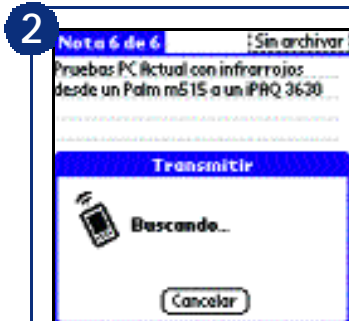 2
Nota 6 de 6 Sin archivar
Pruebas PC Actual con infrarrojos
desde un Palm m515 a un iPAQ 3630
Transmitir
Buscando...
Cancelar